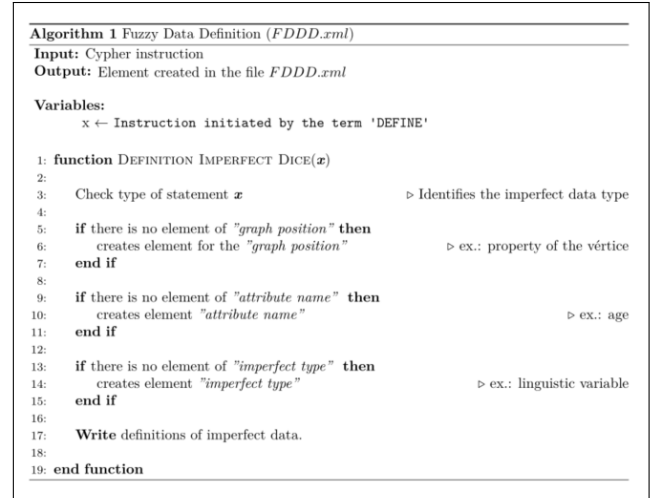 Algorithm 1 Fuzzy Data Definition (FDDD.xml)
Input: Cypher instruction
Output: Element created in the file FDDD.xml
Variables:
x ← Instruction initiated by the term 'DEFINE'
1: function DEFINITION IMPERFECT DICE(x)
2:
3: Check type of statement x ▷ Identifies the imperfect data type
4:
5: if there is no element of "graph position" then
6: creates element for the "graph position" ▷ ex.: property of the vértice
7: end if
8:
9: if there is no element of "attribute name" then
10: creates element "attribute name" ▷ ex.: age
11: end if
12:
13: if there is no element of "imperfect type" then
14: creates element "imperfect type" ▷ ex.: linguistic variable
15: end if
16:
17: Write definitions of imperfect data.
18:
19: end function